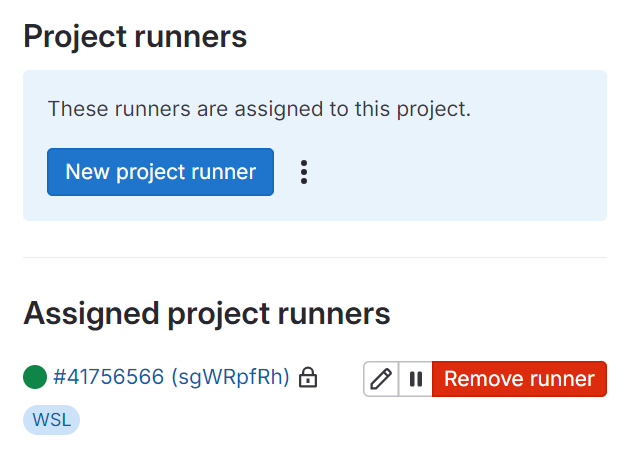 Project runners
These runners are assigned to this project.
New project runner
Assigned project runners
#41756566 (sgWRpfRh)
Remove runner
WSL